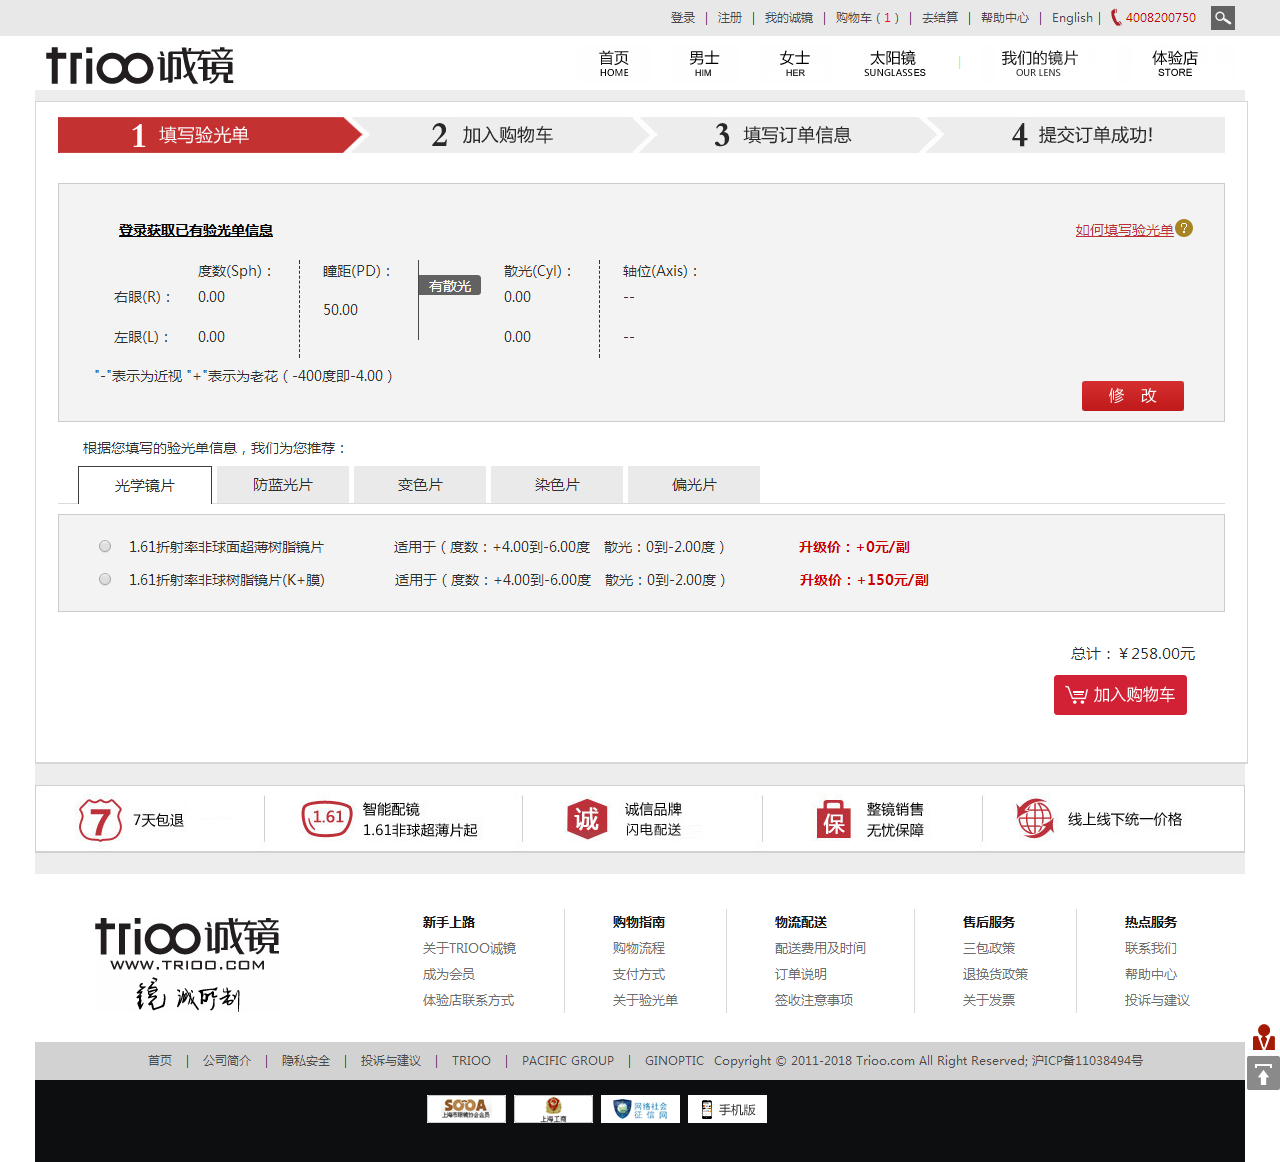 登录 | 注册 | 我的诚镜 | 购物车 ( 1 ) | 去结算 | 帮助中心 | English | 4008200750
trioo诚镜
首页 男士 女士 太阳镜 | 我们的镜片 体验店
HOME HIM HER SUNGLASSES OUR LENS STORE
1 填写验光单 2 加入购物车 3 填写订单信息 4 提交订单成功!
登录获取已有验光单信息 如何填写验光单 ?
度数(Sph)： 瞳距(PD)： 散光(Cyl)： 轴位(Axis)：
有散光
右眼(R)： 0.00 0.00 --
50.00
左眼(L)： 0.00 0.00 --
"-"表示为近视 "+"表示为老花 ( -400度即-4.00 )
修 改
根据您填写的验光单信息，我们为您推荐：
光学镜片 防蓝光片 变色片 染色片 偏光片
1.61折射率非球面超薄树脂镜片 适用于 ( 度数：+4.00到-6.00度 散光：0到-2.00度 ) 升级价：+0元/副
1.61折射率非球树脂镜片(K+膜) 适用于 ( 度数：+4.00到-6.00度 散光：0到-2.00度 ) 升级价：+150元/副
总计：￥258.00元
加入购物车
7 7天包退
1.61 智能配镜
1.61非球超薄片起
诚 诚信品牌
闪电配送
保 整镜销售
无忧保障
线上线下统一价格
trioo诚镜
WWW.TRIOO.COM
镜 诚所制
新手上路 购物指南 物流配送 售后服务 热点服务
关于TRIOO诚镜 购物流程 配送费用及时间 三包政策 联系我们
成为会员 支付方式 订单说明 退换货政策 帮助中心
体验店联系方式 关于验光单 签收注意事项 关于发票 投诉与建议
首页 | 公司简介 | 隐私安全 | 投诉与建议 | TRIOO | PACIFIC GROUP | GINOPTIC Copyright © 2011-2018 Trioo.com All Right Reserved; 沪ICP备11038494号
SOOA
上海市眼镜协会会员
上海工商
网络社会
征信网
手机版